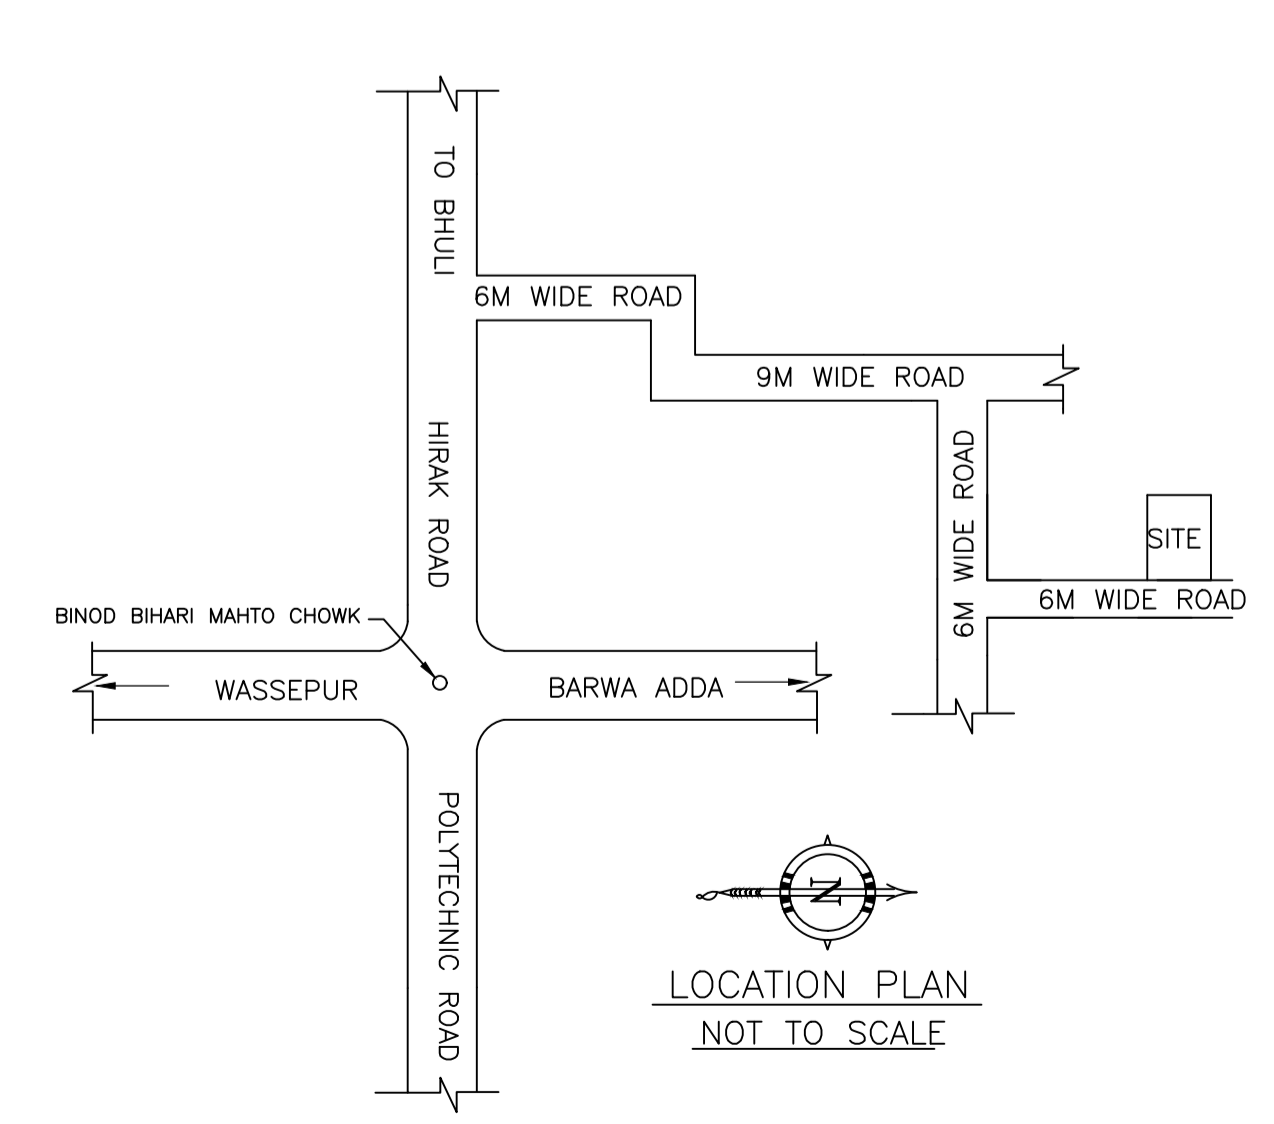 TO BHULI
6M WIDE ROAD
9M WIDE ROAD
HIRAK ROAD
6M WIDE ROAD
SITE
6M WIDE ROAD
BINOD BIHARI MAHTO CHOWK
WASSEPUR
BARWA ADDA
POLYTECHNIC ROAD
N
LOCATION PLAN
NOT TO SCALE